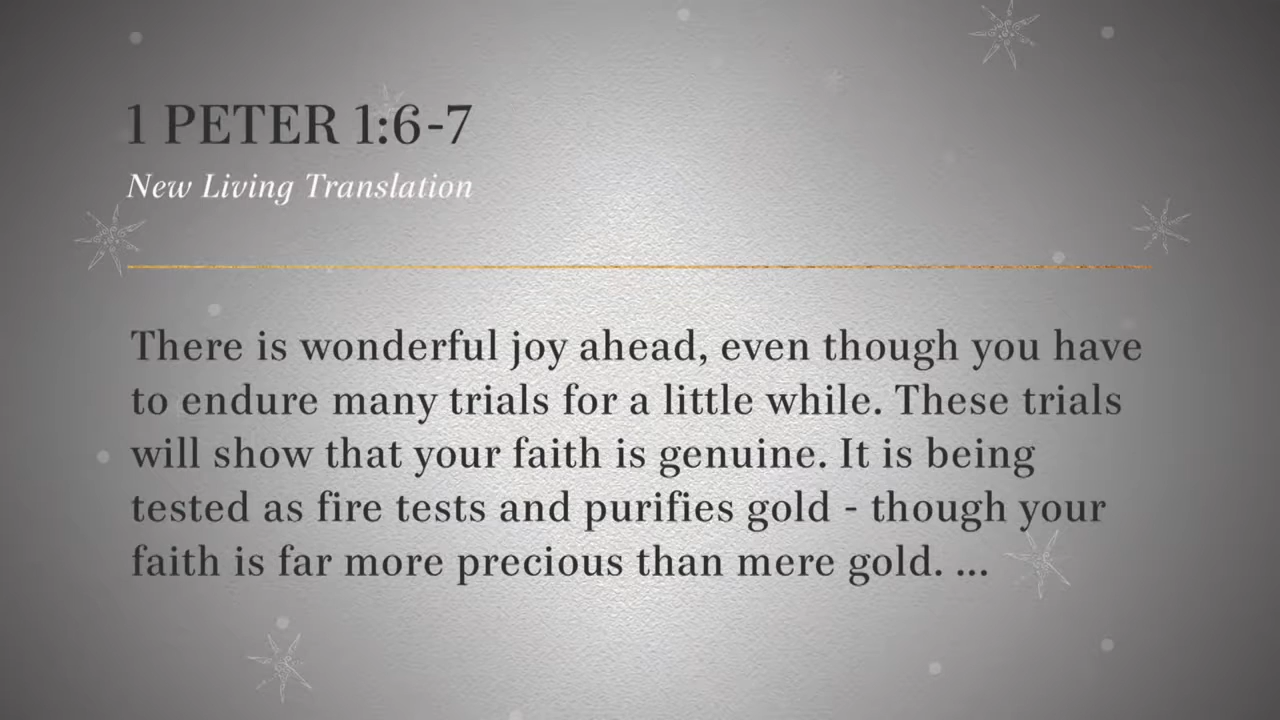 1 PETER 1:6-7
New Living Translation
There is wonderful joy ahead, even though you have
to endure many trials for a little while. These trials
will show that your faith is genuine. It is being
tested as fire tests and purifies gold - though your
faith is far more precious than mere gold. ...